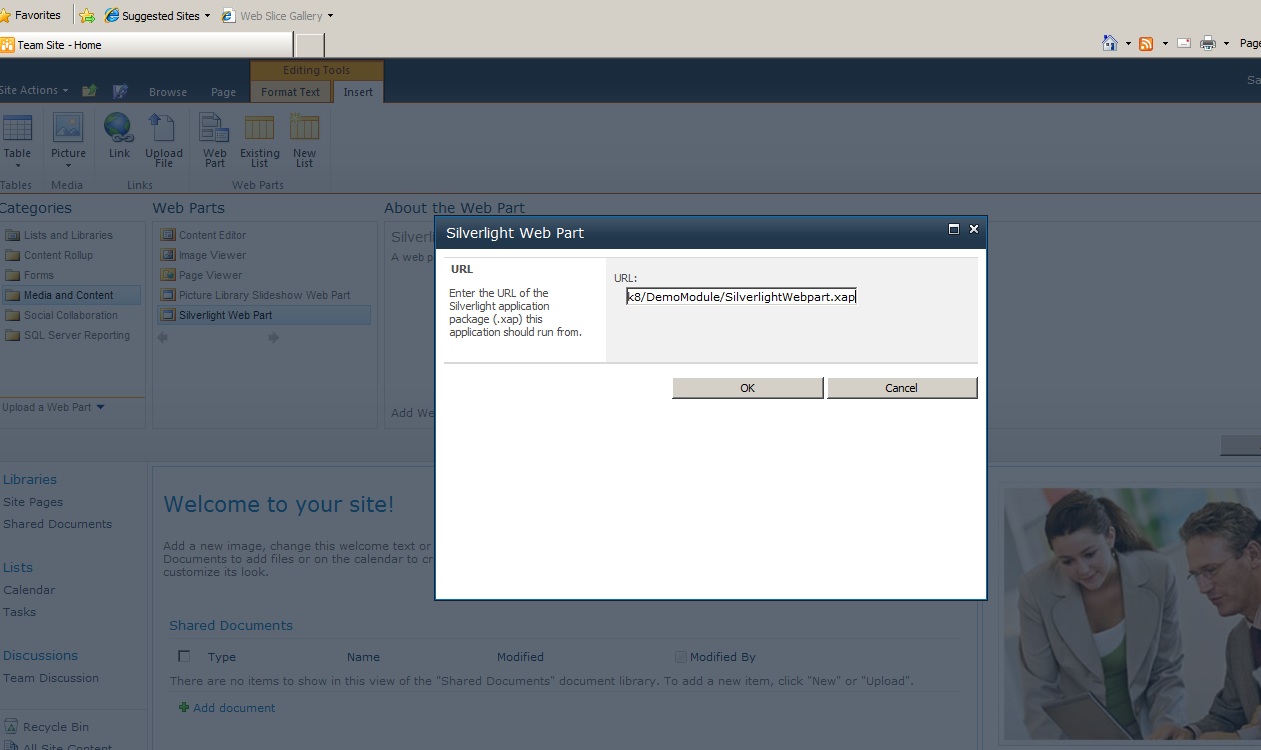 Favorites
Suggested Sites
Web Slice Gallery
Team Site - Home
Page
Editing Tools
Site Actions
Browse
Page
Format Text
Insert
Table
Picture
Link
Upload File
Web Part
Existing List
New List
Tables
Media
Links
Web Parts
Categories
Web Parts
About the Web Part
Lists and Libraries
Content Rollup
Forms
Media and Content
Social Collaboration
SQL Server Reporting
Upload a Web Part
Content Editor
Image Viewer
Page Viewer
Picture Library Slideshow Web Part
Silverlight Web Part
A web p
Add We
Silverlight Web Part
URL
Enter the URL of the
Silverlight application
package (.xap) this
application should run from.
URL:
k8/DemoModule/SilverlightWebpart.xap
OK
Cancel
Libraries
Site Pages
Shared Documents
Lists
Calendar
Tasks
Discussions
Team Discussion
Recycle Bin
All Site Content
Welcome to your site!
Add a new image, change this welcome text or
Documents to add files or on the calendar to cr
customize its look.
Shared Documents
Type
Name
Modified
Modified By
There are no items to show in this view of the "Shared Documents" document library. To add a new item, click "New" or "Upload".
Add document